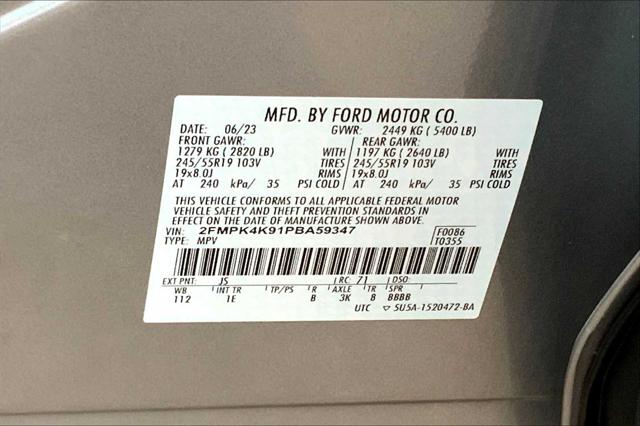 MFD. BY FORD MOTOR CO.
DATE: 06/23 GVWR: 2449 KG ( 5400 LB)
FRONT GAWR: REAR GAWR:
1279 KG ( 2820 LB) WITH 1197 KG ( 2640 LB) WITH
245/55R19 103V TIRES 245/55R19 103V TIRES
19x8.0J RIMS 19x8.0J RIMS
AT 240 kPa/ 35 PSI COLD AT 240 kPa/ 35 PSI COLD
THIS VEHICLE CONFORMS TO ALL APPLICABLE FEDERAL MOTOR
VEHICLE SAFETY AND THEFT PREVENTION STANDARDS IN
EFFECT ON THE DATE OF MANUFACTURE SHOWN ABOVE.
VIN: 2FMPK4K91PBA59347 F0086
TYPE: MPV T0355
EXT PNT: JS RC: 71 DSO:
WB INT TR TP/PS R AXLE TR SPR
112 1E B 3K 8 BBBB
UTC ▽ 5U5A-1520472-BA